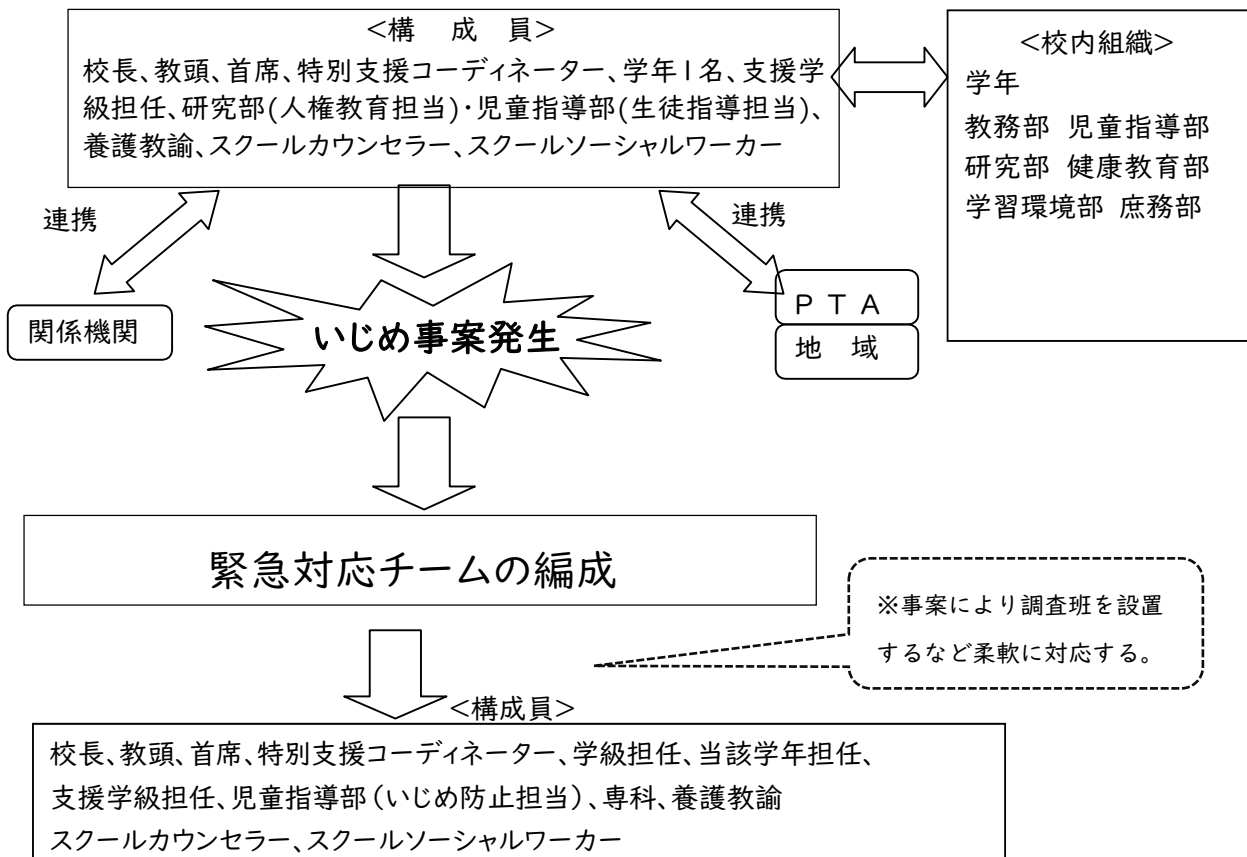 <構　成　員>
校長、教頭、首席、特別支援コーディネーター、学年1名、支援学
級担任、研究部(人権教育担当)・児童指導部(生徒指導担当)、
養護教諭、スクールカウンセラー、スクールソーシャルワーカー
<校内組織>
学年
教務部 児童指導部
研究部 健康教育部
学習環境部 庶務部
連携
連携
関係機関
ＰＴＡ
地　域
いじめ事案発生
緊急対応チームの編成
※事案により調査班を設置
するなど柔軟に対応する。
<構成員>
校長、教頭、首席、特別支援コーディネーター、学級担任、当該学年担任、
支援学級担任、児童指導部（いじめ防止担当）、専科、養護教諭
スクールカウンセラー、スクールソーシャルワーカー